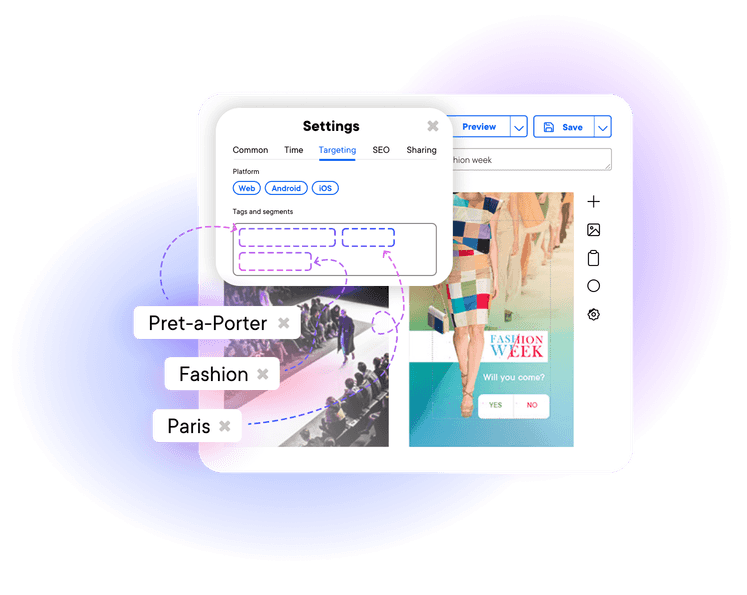 Settings
Common Time Targeting SEO Sharing
Platform
Web Android iOS
Tags and segments
Preview
Save
hion week
Pret-a-Porter
Fashion
Paris
FASHION
WEEK
Will you come?
YES NO